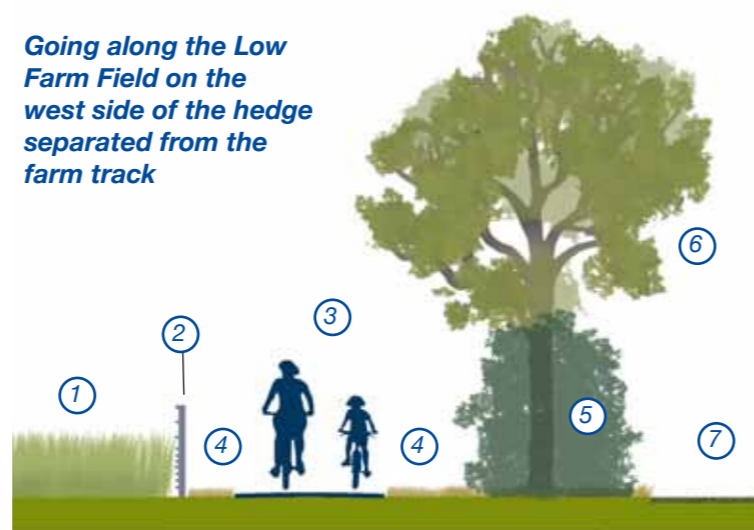 Going along the Low
Farm Field on the
west side of the hedge
separated from the
farm track
6
3
2
1
5
4
4
7